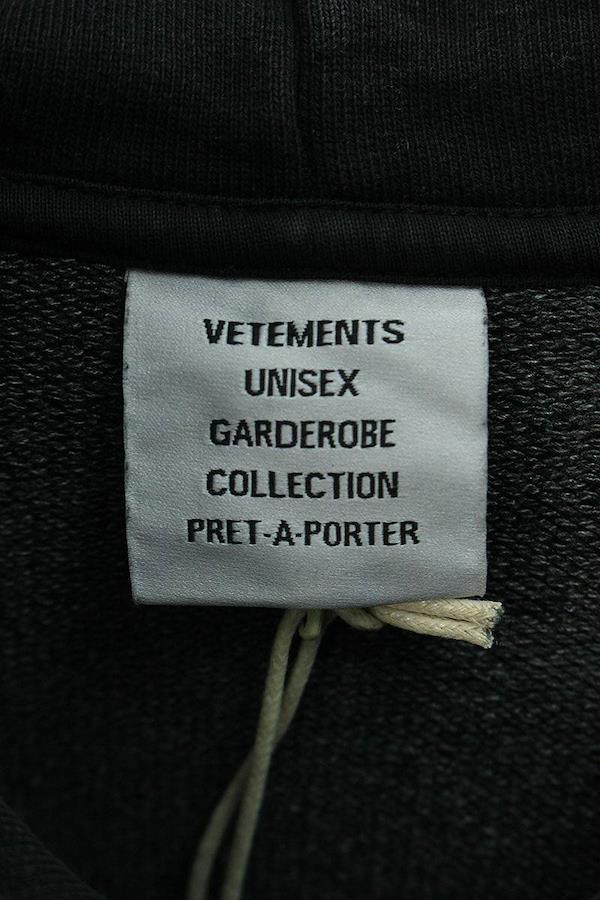 VETEMENTS
UNISEX
GARDEROBE
COLLECTION
PRET-A-PORTER